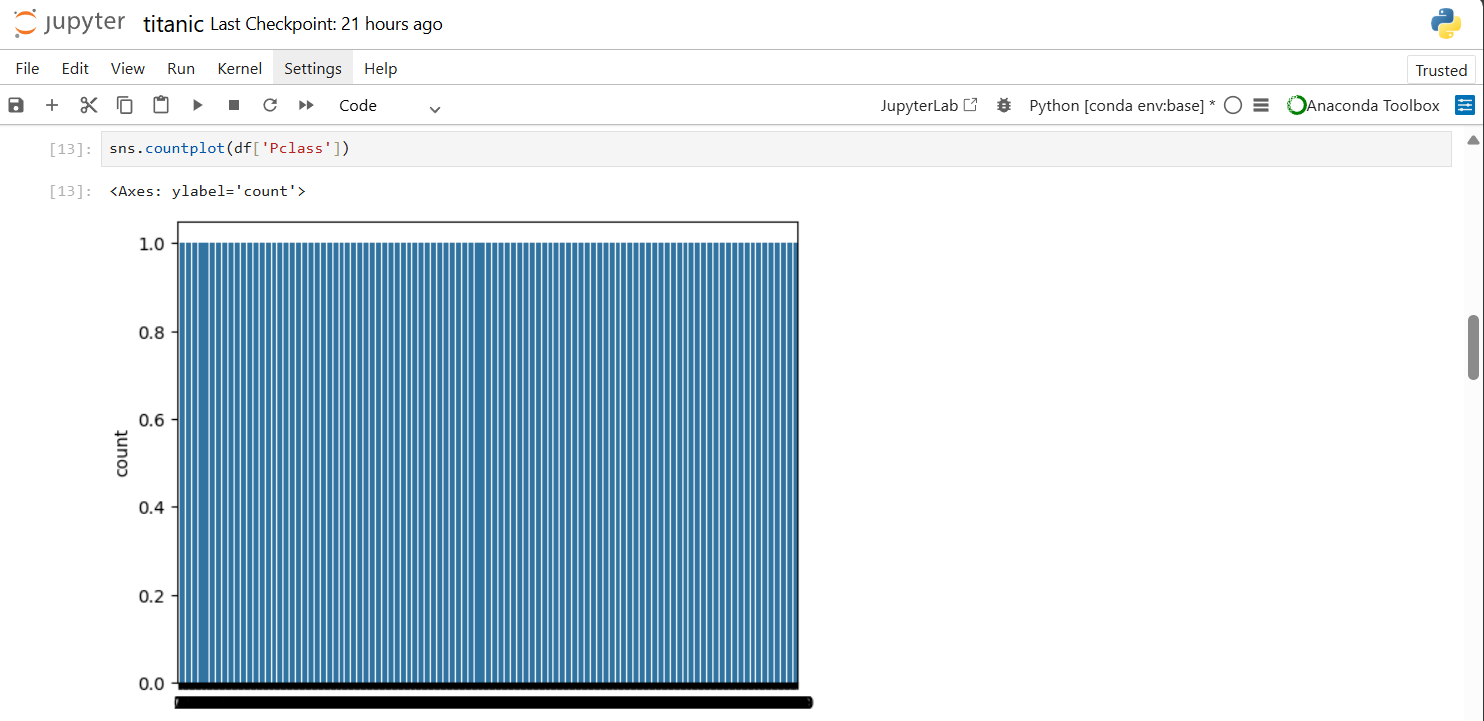 jupyter titanic Last Checkpoint: 21 hours ago
File Edit View Run Kernel Settings Help
Trusted
Code
JupyterLab
Python [conda env:base] *
Anaconda Toolbox
[13]: sns.countplot(df['Pclass'])
[13]: <Axes: ylabel='count'>
1.0
0.8
0.6
0.4
0.2
0.0
count